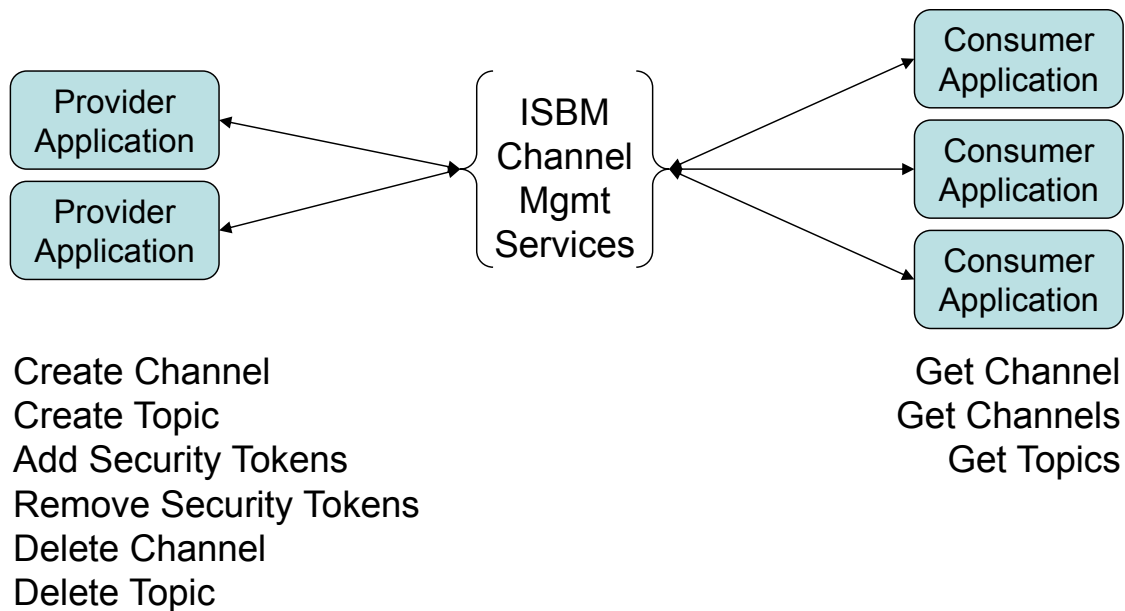 Provider
Application
Provider
Application
ISBM
Channel
Mgmt
Services
Consumer
Application
Consumer
Application
Consumer
Application
Create Channel
Create Topic
Add Security Tokens
Remove Security Tokens
Delete Channel
Delete Topic
Get Channel
Get Channels
Get Topics